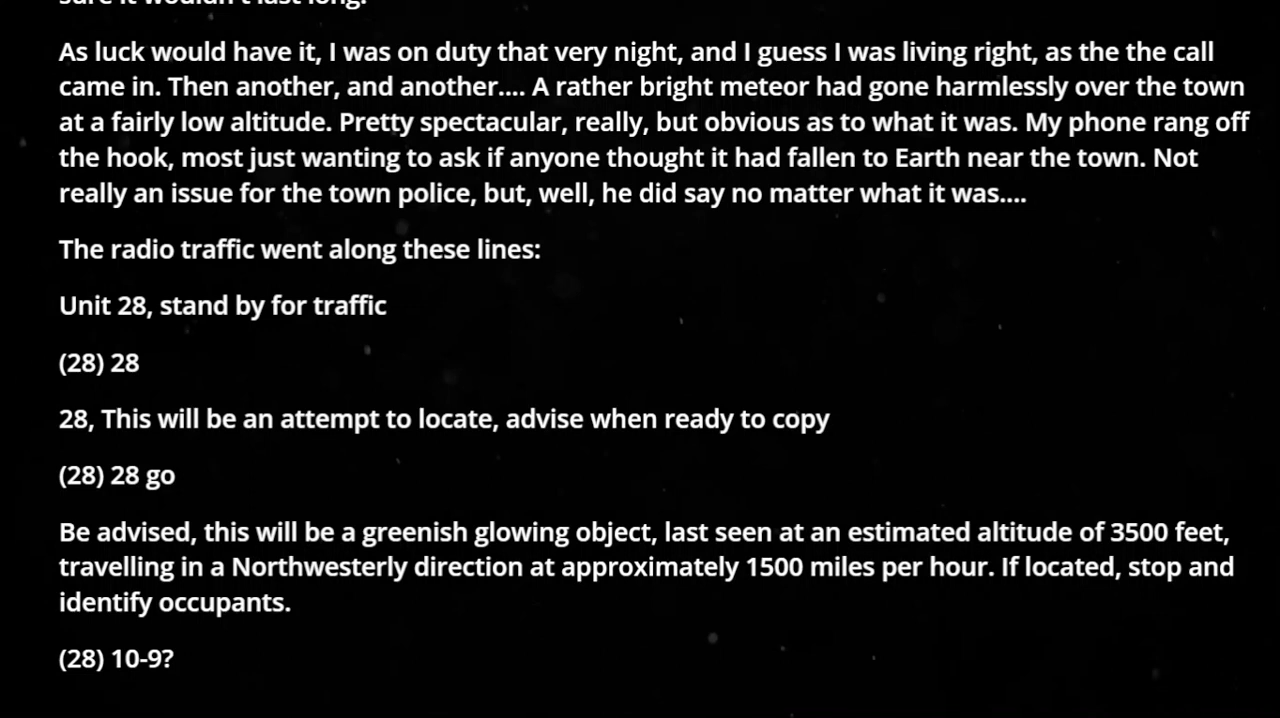 sure it wouldn't last long.
As luck would have it, I was on duty that very night, and I guess I was living right, as the the call
came in. Then another, and another.... A rather bright meteor had gone harmlessly over the town
at a fairly low altitude. Pretty spectacular, really, but obvious as to what it was. My phone rang off
the hook, most just wanting to ask if anyone thought it had fallen to Earth near the town. Not
really an issue for the town police, but, well, he did say no matter what it was....
The radio traffic went along these lines:
Unit 28, stand by for traffic
(28) 28
28, This will be an attempt to locate, advise when ready to copy
(28) 28 go
Be advised, this will be a greenish glowing object, last seen at an estimated altitude of 3500 feet,
travelling in a Northwesterly direction at approximately 1500 miles per hour. If located, stop and
identify occupants.
(28) 10-9?